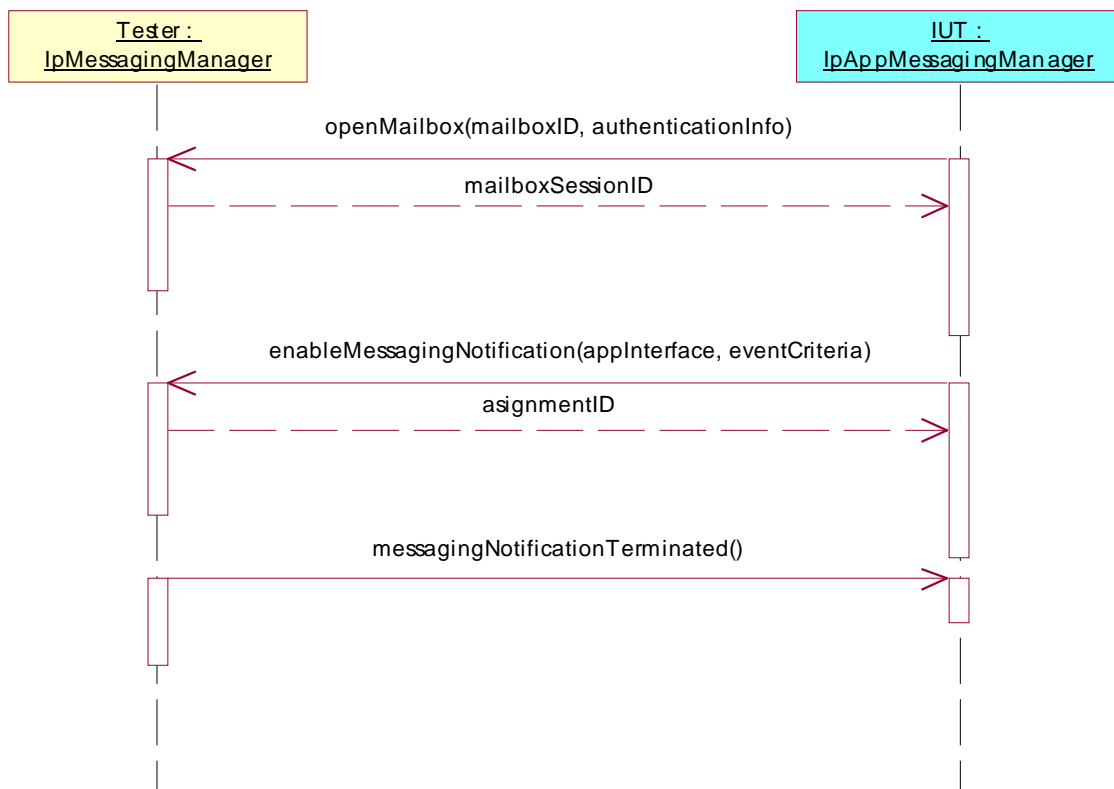 Tester :
IpMessagingManager
IUT :
IpAppMessagingManager
openMailbox(mailboxID, authenticationInfo)
mailboxSessionID
enableMessagingNotification(appInterface, eventCriteria)
asignmentID
messagingNotificationTerminated()